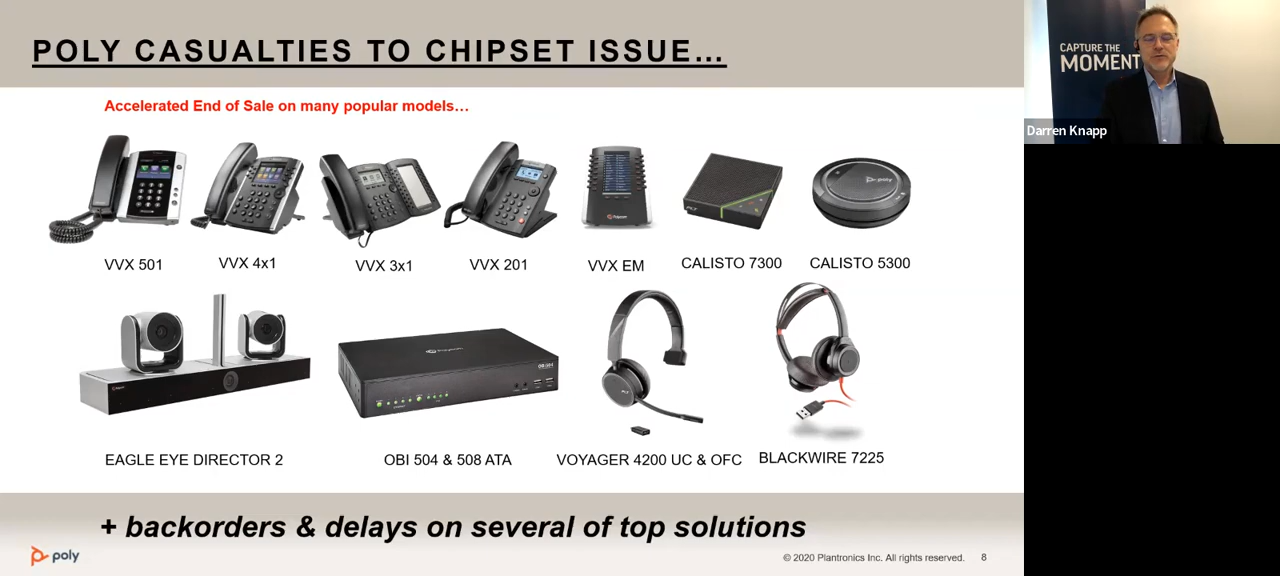 POLY CASUALTIES TO CHIPSET ISSUE…
Accelerated End of Sale on many popular models…
VVX 501
VVX 4x1
VVX 3x1
VVX 201
VVX EM
CALISTO 7300
CALISTO 5300
EAGLE EYE DIRECTOR 2
OBI 504 & 508 ATA
VOYAGER 4200 UC & OFC
BLACKWIRE 7225
+ backorders & delays on several of top solutions
poly
© 2020 Plantronics Inc. All rights reserved.
8
CAPTURE THE
MOMENT
Darren Knapp
poly
PLT